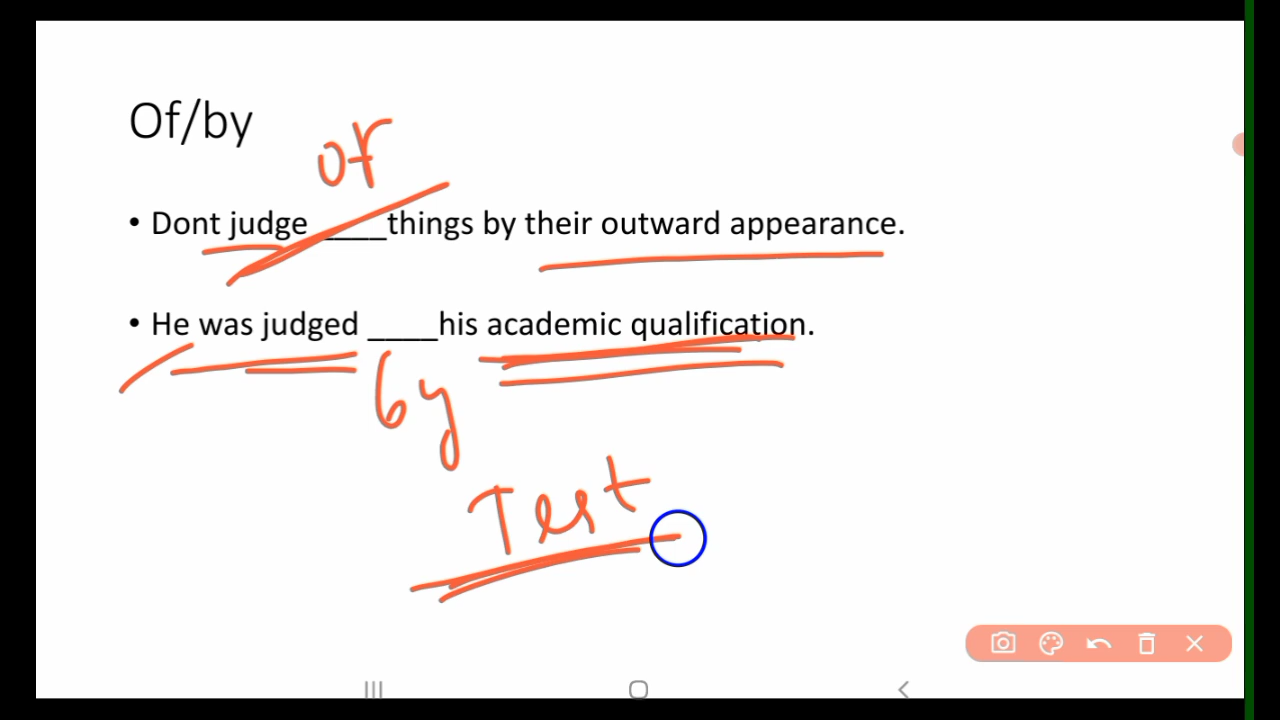 Of/by
of
• Dont judge ____things by their outward appearance.
• He was judged ____his academic qualification.
by
Test